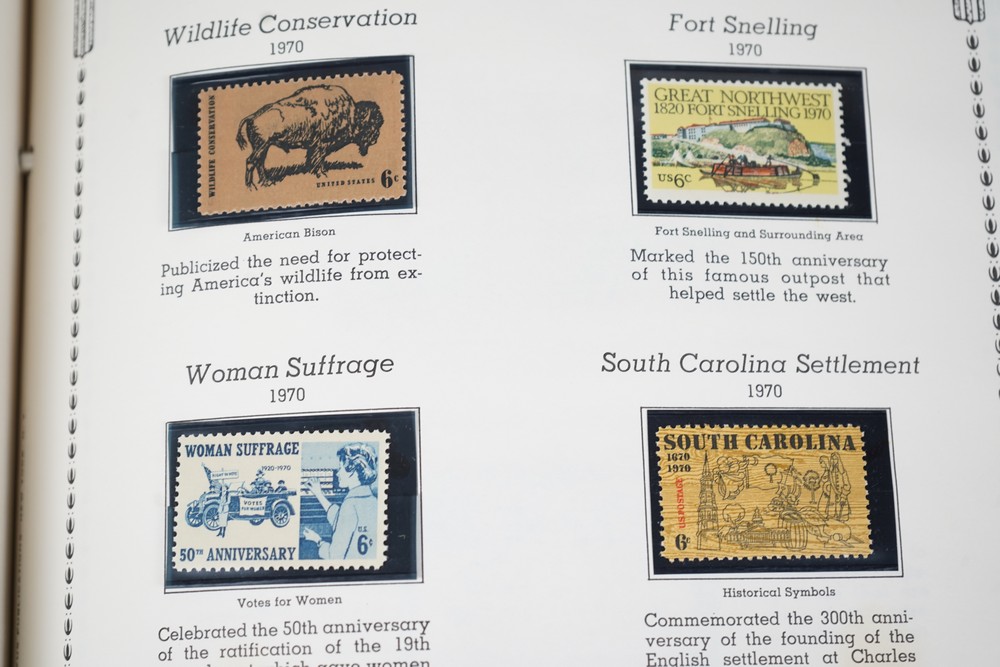 Wildlife Conservation
1970
WILDLIFE CONSERVATION
UNITED STATES 6c
American Bison
Publicized the need for protect-
ing America's wildlife from ex-
tinction.
Fort Snelling
1970
GREAT NORTHWEST
1820 FORT SNELLING 1970
US 6c
Fort Snelling and Surrounding Area
Marked the 150th anniversary
of this famous outpost that
helped settle the west.
Woman Suffrage
1970
WOMAN SUFFRAGE
1920-1970
VOTES
FOR WOMEN
U.S.
6c
50TH ANNIVERSARY
Votes for Women
Celebrated the 50th anniversary
of the ratification of the 19th
which gave women
South Carolina Settlement
1970
SOUTH CAROLINA
1670
1970
US POSTAGE
6c
Historical Symbols
Commemorated the 300th anni-
versary of the founding of the
English settlement at Charles